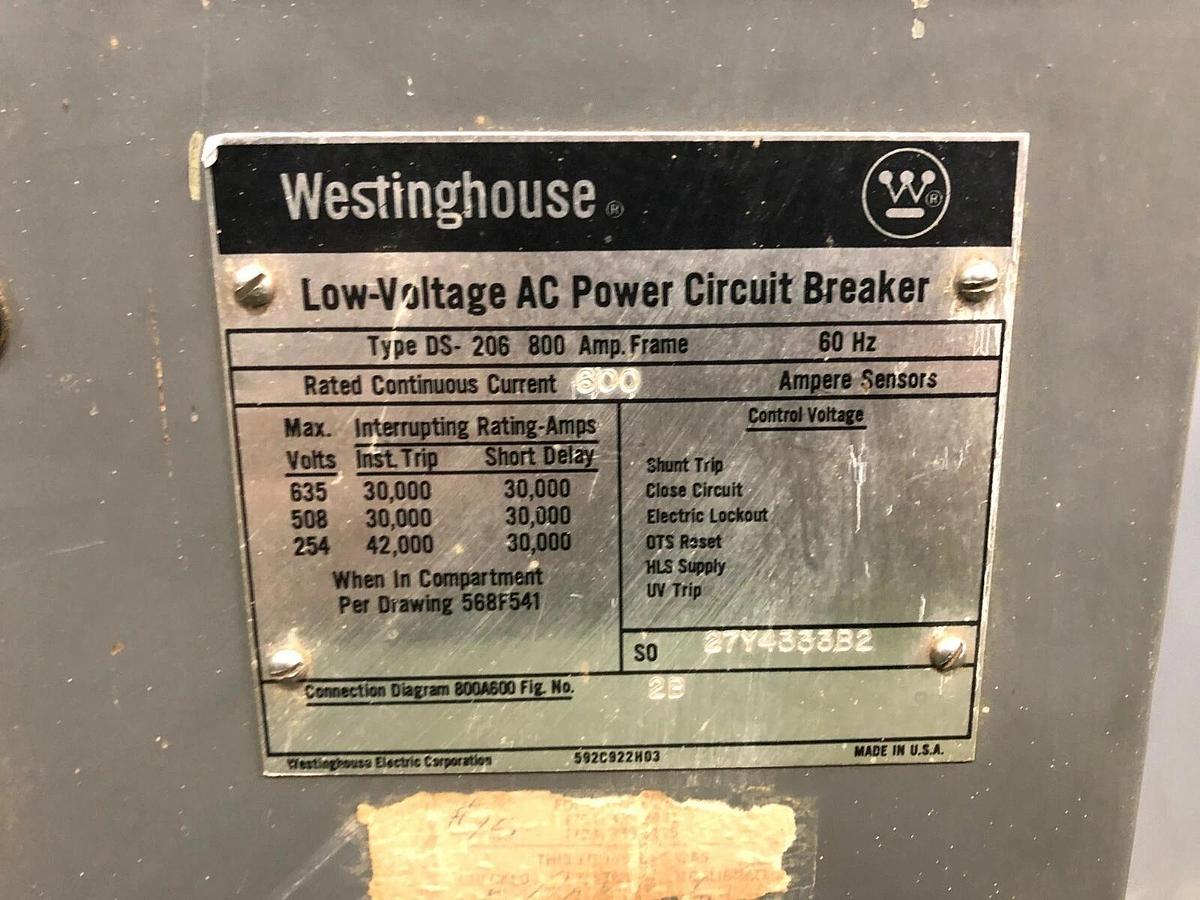 Westinghouse ®
W ®
Low-Voltage AC Power Circuit Breaker
Type DS- 206 800 Amp. Frame 60 Hz
Rated Continuous Current 600 Ampere Sensors
Max. Interrupting Rating-Amps
Volts Inst. Trip Short Delay
635 30,000 30,000
508 30,000 30,000
254 42,000 30,000
When In Compartment
Per Drawing 568F541
Control Voltage
Shunt Trip
Close Circuit
Electric Lockout
OTS Reset
HLS Supply
UV Trip
SO 27Y4333B2
Connection Diagram 800A600 Fig. No. 2B
Westinghouse Electric Corporation 592C922H03 MADE IN U.S.A.